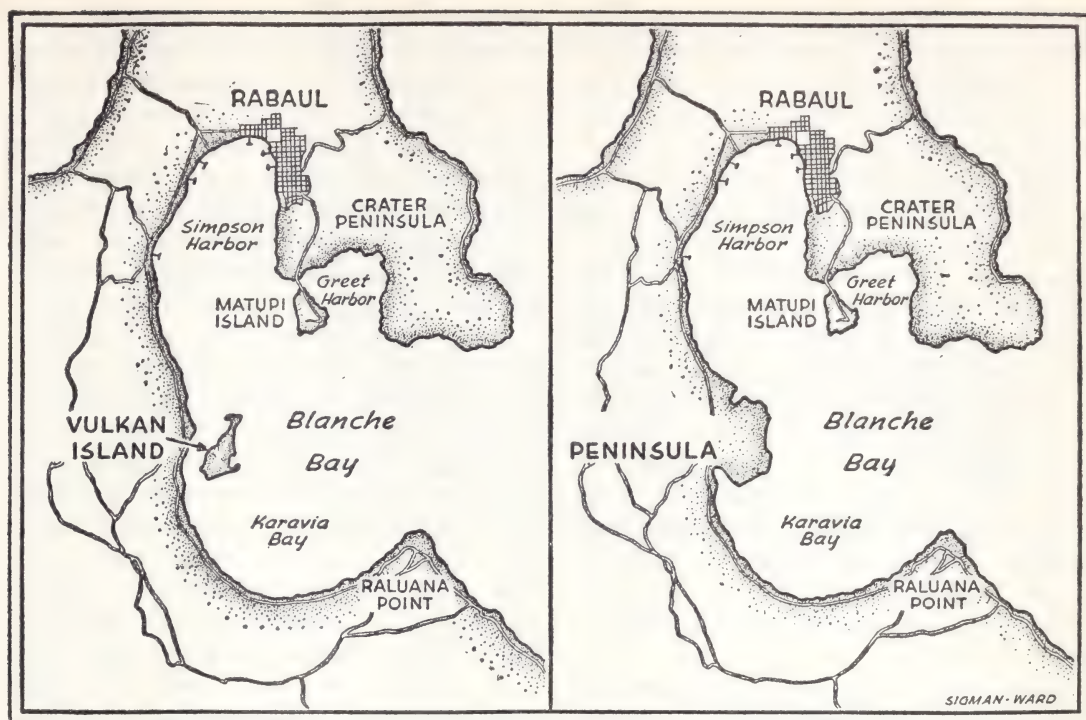 RABAUL
Simpson
Harbor
CRATER
PENINSULA
Greet
Harbor
MATUPI
ISLAND
VULKAN
ISLAND
Blanche
Bay
Karavia
Bay
RALUANA
POINT
RABAUL
Simpson
Harbor
CRATER
PENINSULA
Greet
Harbor
MATUPI
ISLAND
PENINSULA
Blanche
Bay
Karavia
Bay
RALUANA
POINT
SIGMAN-WARD